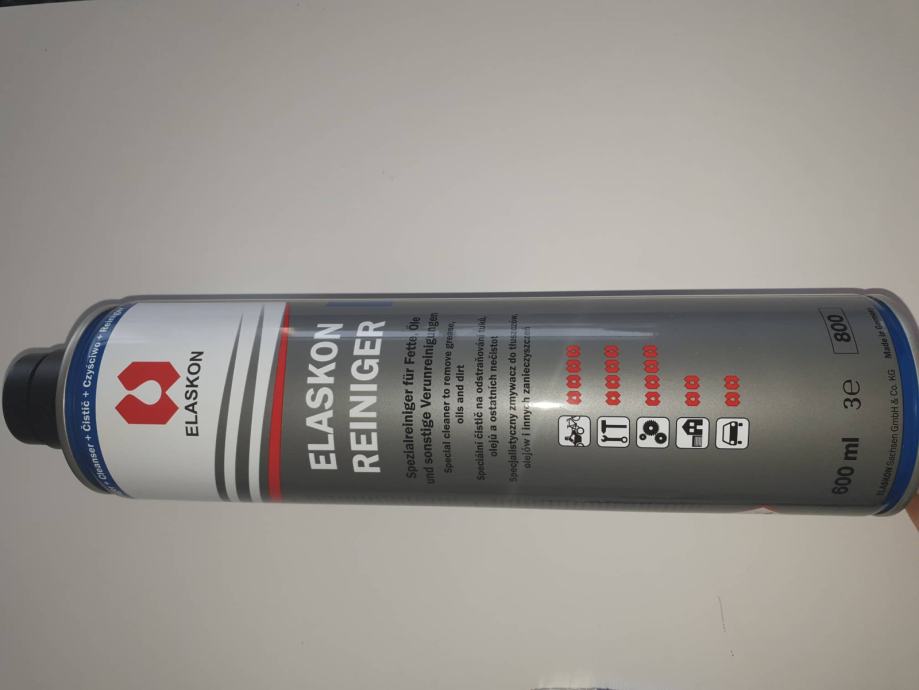 Cleanser + Čistič + Czyściwo + Reiniger
ELASKON
ELASKON
REINIGER
Spezialreiniger für Fette, Öle
und sonstige Verunreinigungen
Special cleaner to remove grease,
oils and dirt
Speciální čistič na odstraňování tuků,
olejů a ostatních nečistot
Specjalistyczny zmywacz do tłuszczów,
olejów i innych zanieczyszczeń
600 ml 3e 800
ELASKON Sachsen GmbH & Co. KG Made in